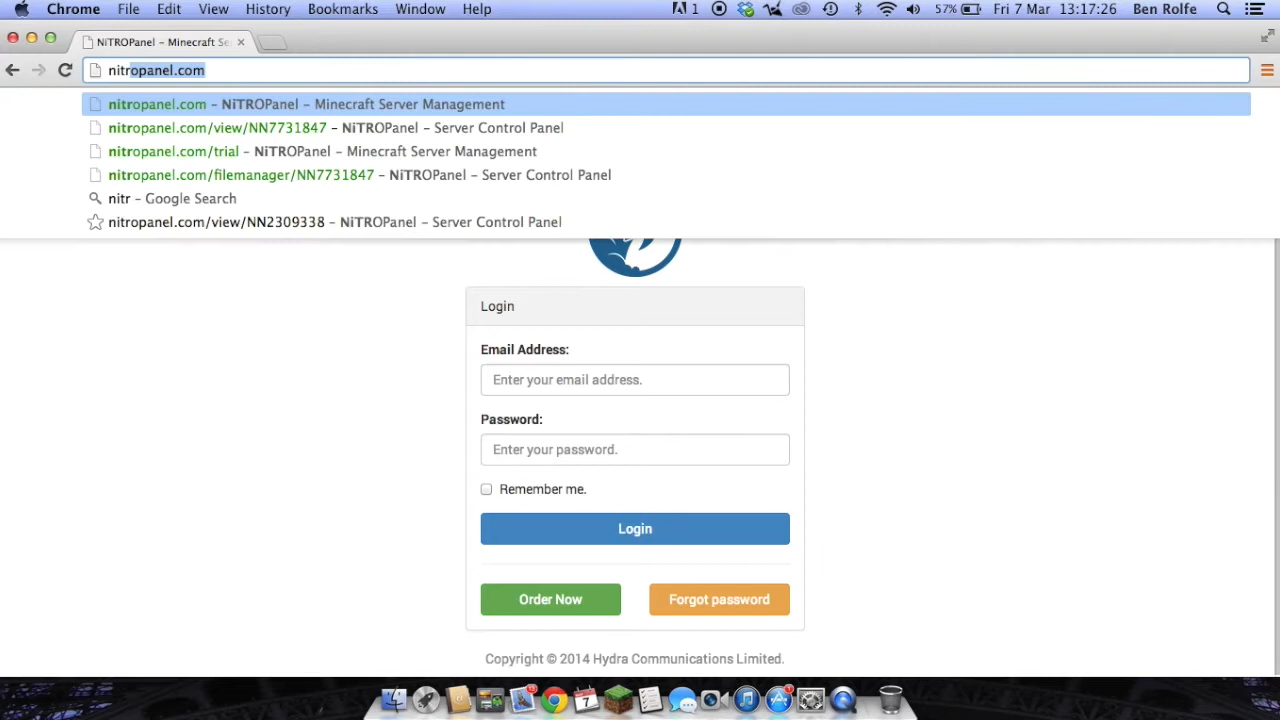 Chrome File Edit View History Bookmarks Window Help 1 57% Fri 7 Mar 13:17:26 Ben Rolfe
NiTROPanel – Minecraft Se
nitropanel.com
nitropanel.com – NiTROPanel – Minecraft Server Management
nitropanel.com/view/NN7731847 – NiTROPanel – Server Control Panel
nitropanel.com/trial – NiTROPanel – Minecraft Server Management
nitropanel.com/filemanager/NN7731847 – NiTROPanel – Server Control Panel
nitr – Google Search
nitropanel.com/view/NN2309338 – NiTROPanel – Server Control Panel
Login
Email Address:
Enter your email address.
Password:
Enter your password.
Remember me.
Login
Order Now Forgot password
Copyright © 2014 Hydra Communications Limited.
7